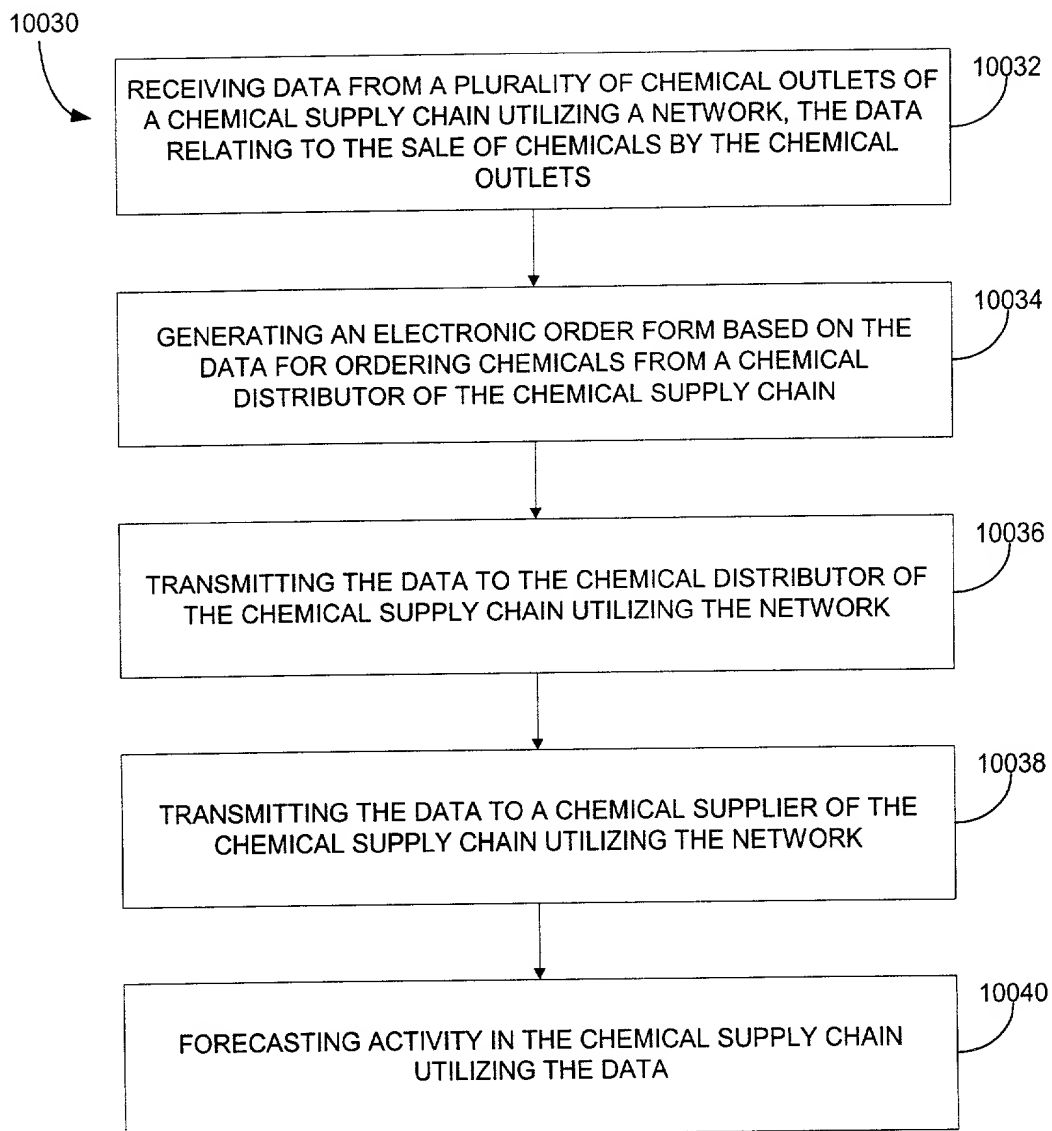 10030
RECEIVING DATA FROM A PLURALITY OF CHEMICAL OUTLETS OF
A CHEMICAL SUPPLY CHAIN UTILIZING A NETWORK, THE DATA
RELATING TO THE SALE OF CHEMICALS BY THE CHEMICAL
OUTLETS
10032
GENERATING AN ELECTRONIC ORDER FORM BASED ON THE
DATA FOR ORDERING CHEMICALS FROM A CHEMICAL
DISTRIBUTOR OF THE CHEMICAL SUPPLY CHAIN
10034
TRANSMITTING THE DATA TO THE CHEMICAL DISTRIBUTOR OF
THE CHEMICAL SUPPLY CHAIN UTILIZING THE NETWORK
10036
TRANSMITTING THE DATA TO A CHEMICAL SUPPLIER OF THE
CHEMICAL SUPPLY CHAIN UTILIZING THE NETWORK
10038
FORECASTING ACTIVITY IN THE CHEMICAL SUPPLY CHAIN
UTILIZING THE DATA
10040